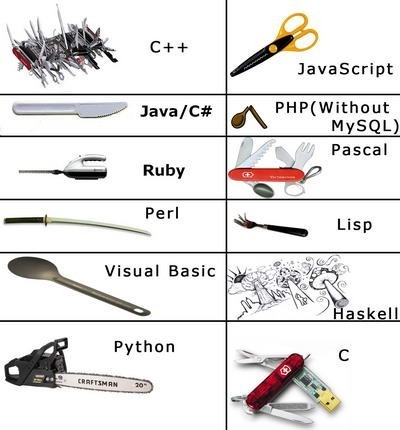 C++
JavaScript
Java/C#
PHP(Without
MySQL)
Ruby
Pascal
Perl
Lisp
Visual Basic
Haskell
Python
CRAFTSMAN
20"
C